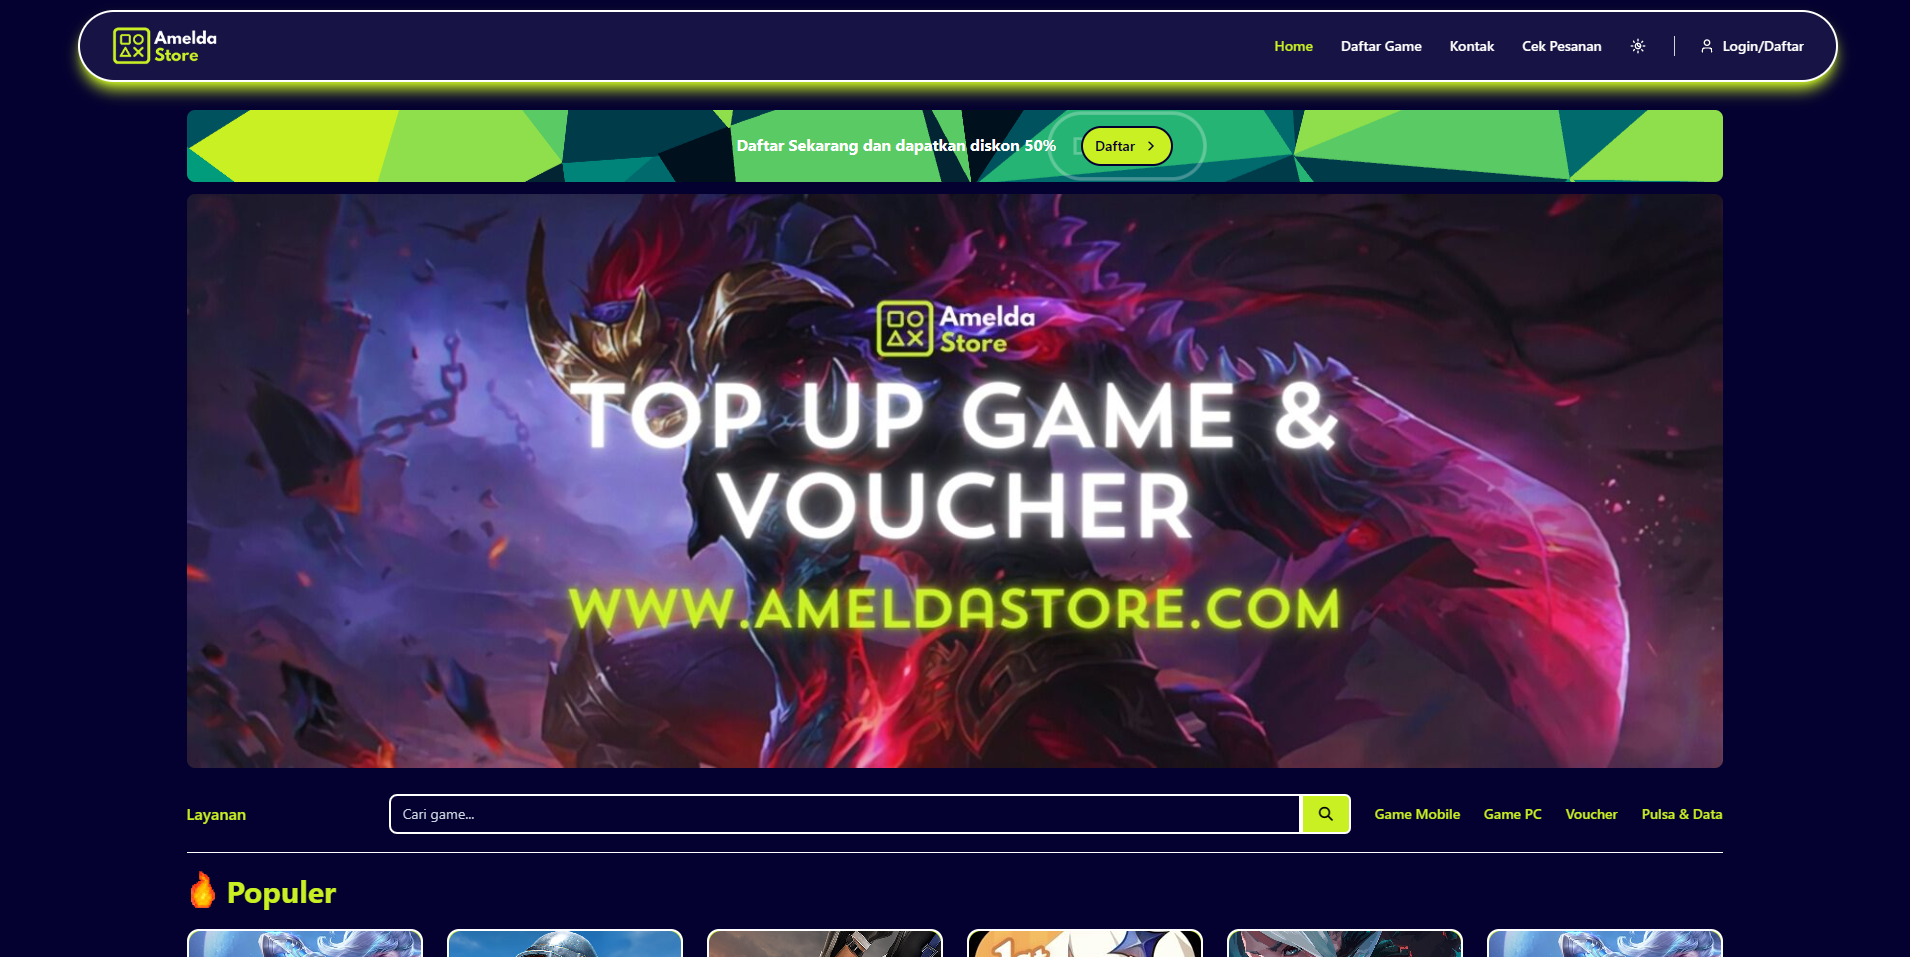 Amelda
Store
Home
Daftar Game
Kontak
Cek Pesanan
Login/Daftar
Daftar Sekarang dan dapatkan diskon 50%
Daftar
Amelda
Store
TOP UP GAME &
VOUCHER
WWW.AMELDASTORE.COM
Layanan
Cari game...
Game Mobile
Game PC
Voucher
Pulsa & Data
Populer
1st